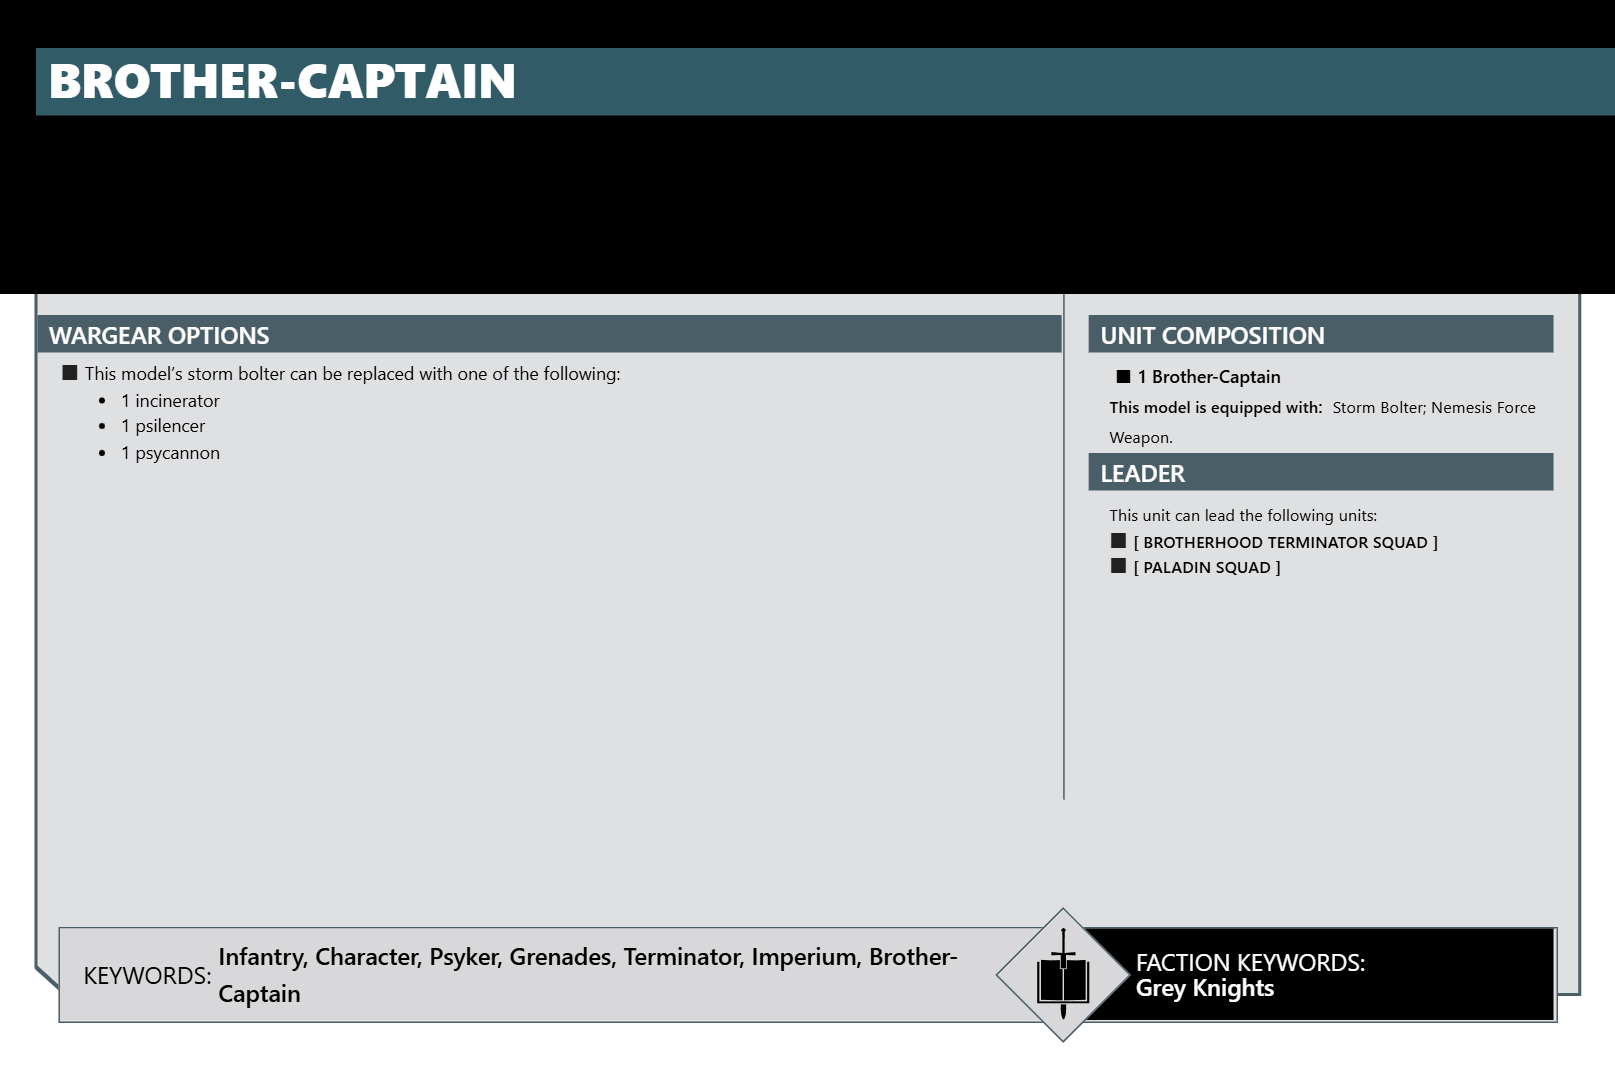 BROTHER-CAPTAIN
WARGEAR OPTIONS
This model’s storm bolter can be replaced with one of the following:
1 incinerator
1 psilencer
1 psycannon
UNIT COMPOSITION
1 Brother-Captain
This model is equipped with: Storm Bolter; Nemesis Force
Weapon.
LEADER
This unit can lead the following units:
[ BROTHERHOOD TERMINATOR SQUAD ]
[ PALADIN SQUAD ]
KEYWORDS:
Infantry, Character, Psyker, Grenades, Terminator, Imperium, Brother-
Captain
FACTION KEYWORDS:
Grey Knights